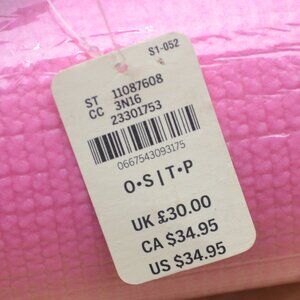 S1-052
ST 11087608
CC 3N16
23301753
0667543093175
O•S|T•P
UK £30.00
CA $34.95
US $34.95